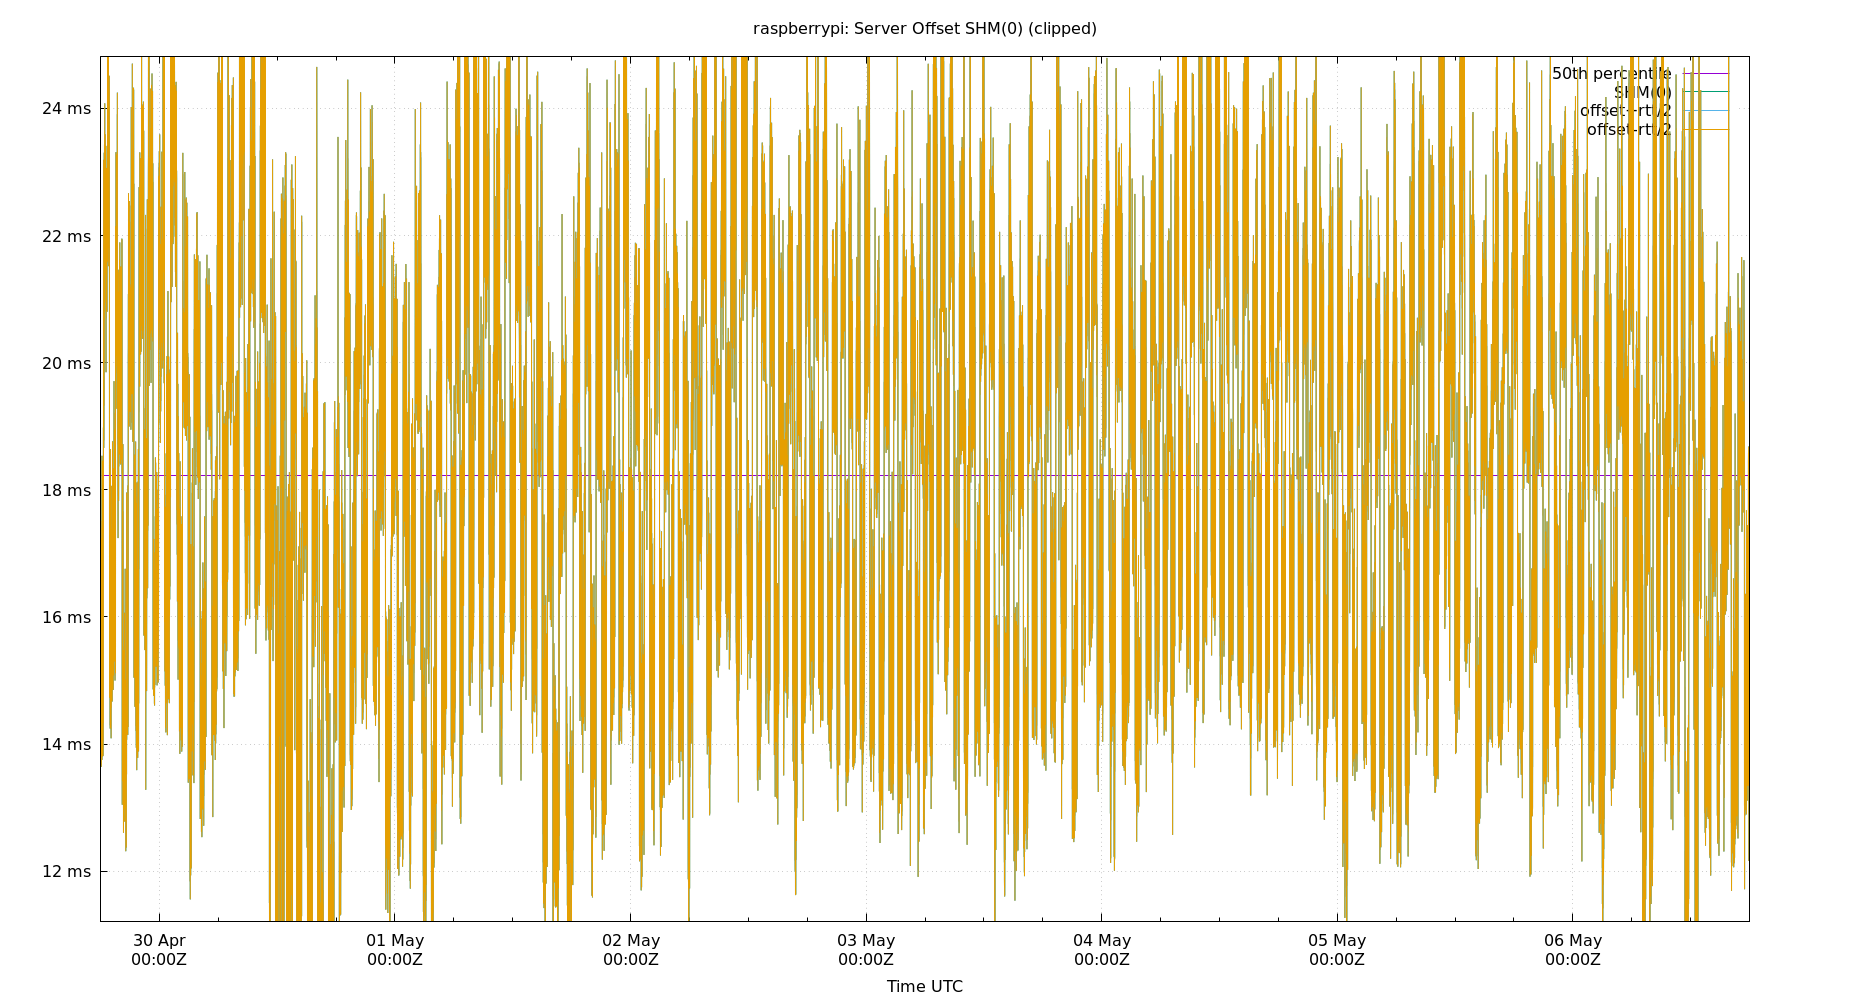 raspberrypi: Server Offset SHM(0) (clipped)
50th percentile
SHM(0)
offset+rtt/2
offset-rtt/2
24 ms
22 ms
20 ms
18 ms
16 ms
14 ms
12 ms
30 Apr 01 May 02 May 03 May 04 May 05 May 06 May
00:00Z 00:00Z 00:00Z 00:00Z 00:00Z 00:00Z 00:00Z
Time UTC